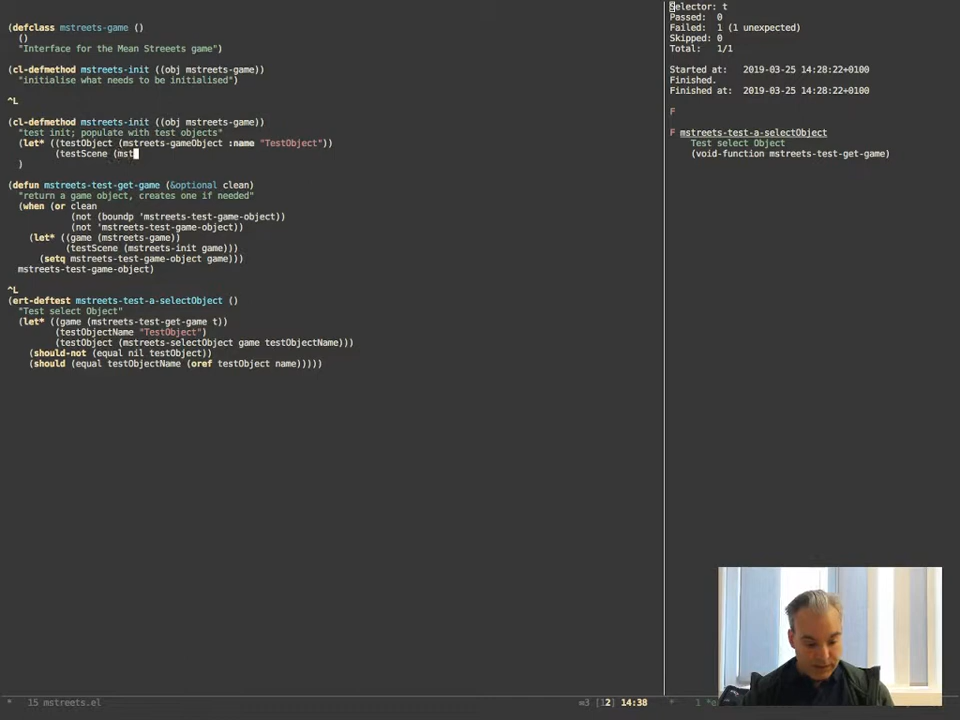 (defclass mstreets-game ()
()
"Interface for the Mean Streeets game")
(cl-defmethod mstreets-init ((obj mstreets-game))
"initialise what needs to be initialised")
^L
(cl-defmethod mstreets-init ((obj mstreets-game))
"test init; populate with test objects"
(let* ((testObject (mstreets-gameObject :name "TestObject"))
(testScene (mst
)
(defun mstreets-test-get-game (&optional clean)
"return a game object, creates one if needed"
(when (or clean
(not (boundp 'mstreets-test-game-object))
(not 'mstreets-test-game-object))
(let* ((game (mstreets-game))
(testScene (mstreets-init game)))
(setq mstreets-test-game-object game)))
mstreets-test-game-object)
^L
(ert-deftest mstreets-test-a-selectObject ()
"Test select Object"
(let* ((game (mstreets-test-get-game t))
(testObjectName "TestObject")
(testObject (mstreets-selectObject game testObjectName)))
(should-not (equal nil testObject))
(should (equal testObjectName (oref testObject name)))))
* 15 mstreets.el ≡3 [12] 14:38
Selector: t
Passed: 0
Failed: 1 (1 unexpected)
Skipped: 0
Total: 1/1
Started at: 2019-03-25 14:28:22+0100
Finished.
Finished at: 2019-03-25 14:28:22+0100
F
F mstreets-test-a-selectObject
Test select Object
(void-function mstreets-test-get-game)
* 1